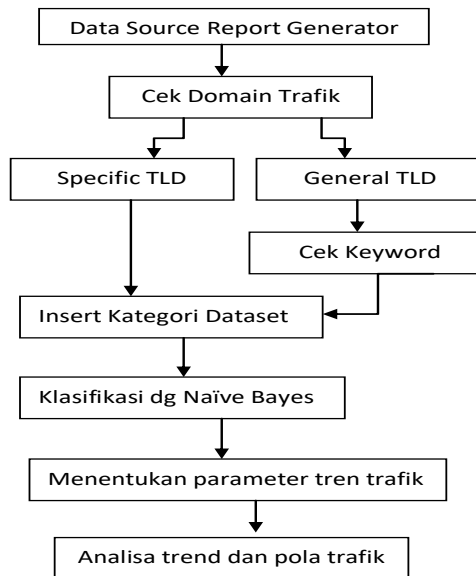 Data Source Report Generator
Cek Domain Trafik
Specific TLD
General TLD
Cek Keyword
Insert Kategori Dataset
Klasifikasi dg Naïve Bayes
Menentukan parameter tren trafik
Analisa trend dan pola trafik